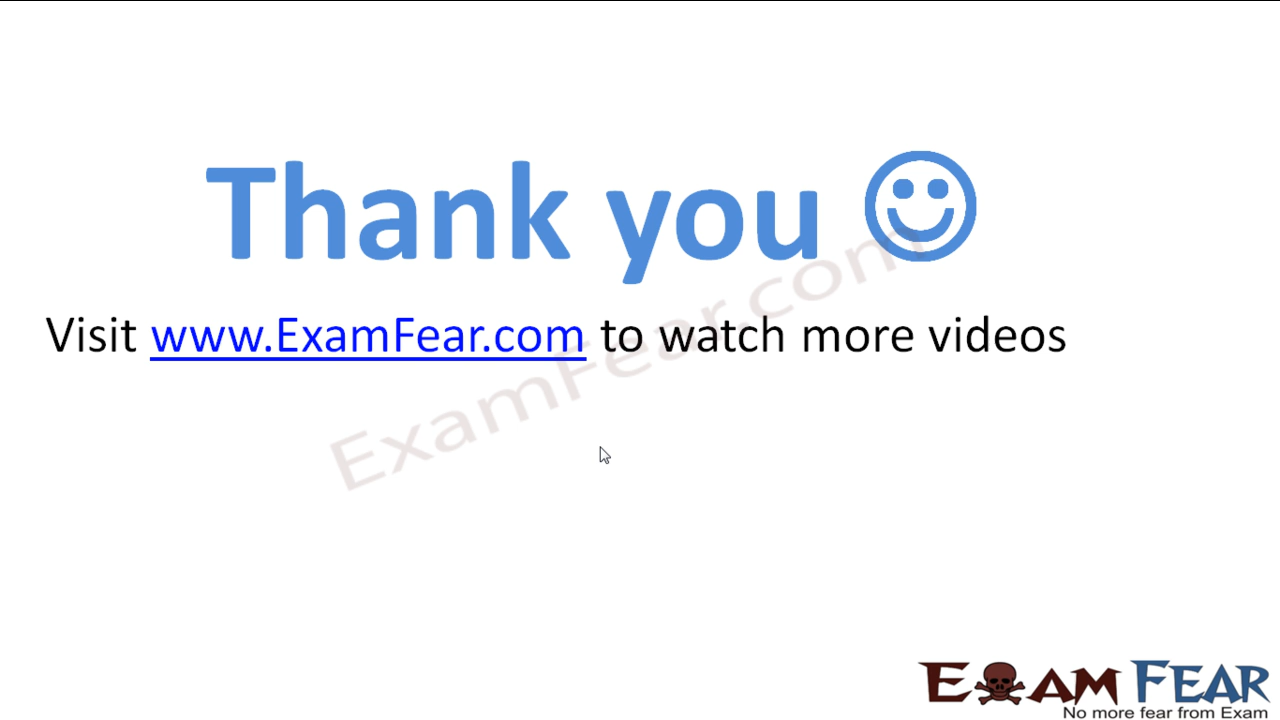 Thank you ☺
Visit www.ExamFear.com to watch more videos
ExamFear.com
EXAM FEAR
No more fear from Exam